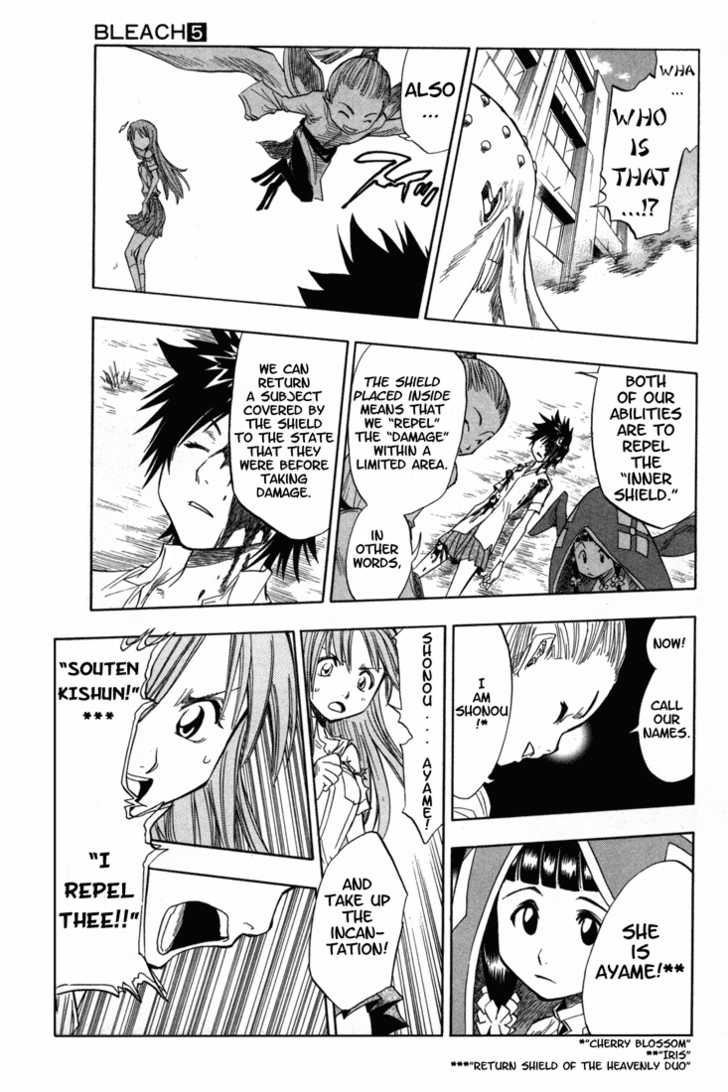 BLEACH 5
WHA
...
WHO
IS
THAT
...!?
ALSO
...
BOTH
OF OUR
ABILITIES
ARE TO
REPEL
THE
"INNER
SHIELD."
THE SHIELD
PLACED INSIDE
MEANS THAT
WE "REPEL"
THE "DAMAGE"
WITHIN A
LIMITED AREA.
IN
OTHER
WORDS,
WE CAN
RETURN
A SUBJECT
COVERED BY
THE SHIELD
TO THE STATE
THAT THEY
WERE BEFORE
TAKING
DAMAGE.
NOW!
CALL
OUR
NAMES.
I
AM
SHONOU
!*
SHE
IS
AYAME!**
SHONOU... AYAME!
AND
TAKE UP
THE
INCAN-
TATION!
"SOUTEN
KISHUN!"
***
"I
REPEL
THEE!!"
*"CHERRY BLOSSOM"
**"IRIS"
***"RETURN SHIELD OF THE HEAVENLY DUO"